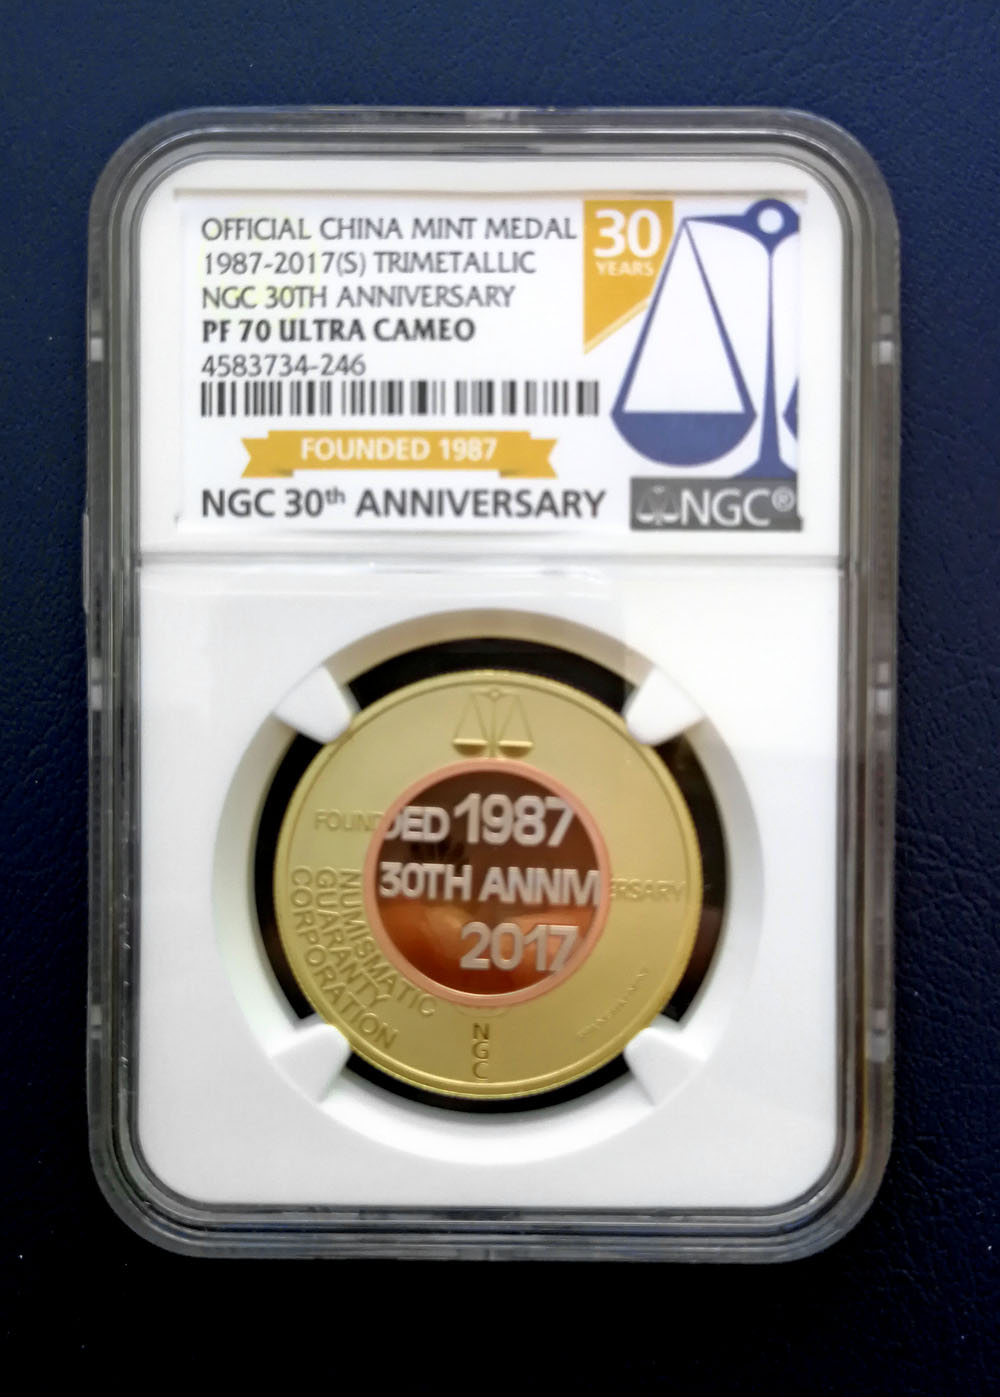 OFFICIAL CHINA MINT MEDAL
1987-2017(S) TRIMETALLIC
NGC 30TH ANNIVERSARY
PF 70 ULTRA CAMEO
4583734-246
30
YEARS
FOUNDED 1987
NGC 30th ANNIVERSARY
NGC®
FOUNDED 1987
30TH ANNIVERSARY
2017
NUMISMATIC
GUARANTY
CORPORATION
NGC